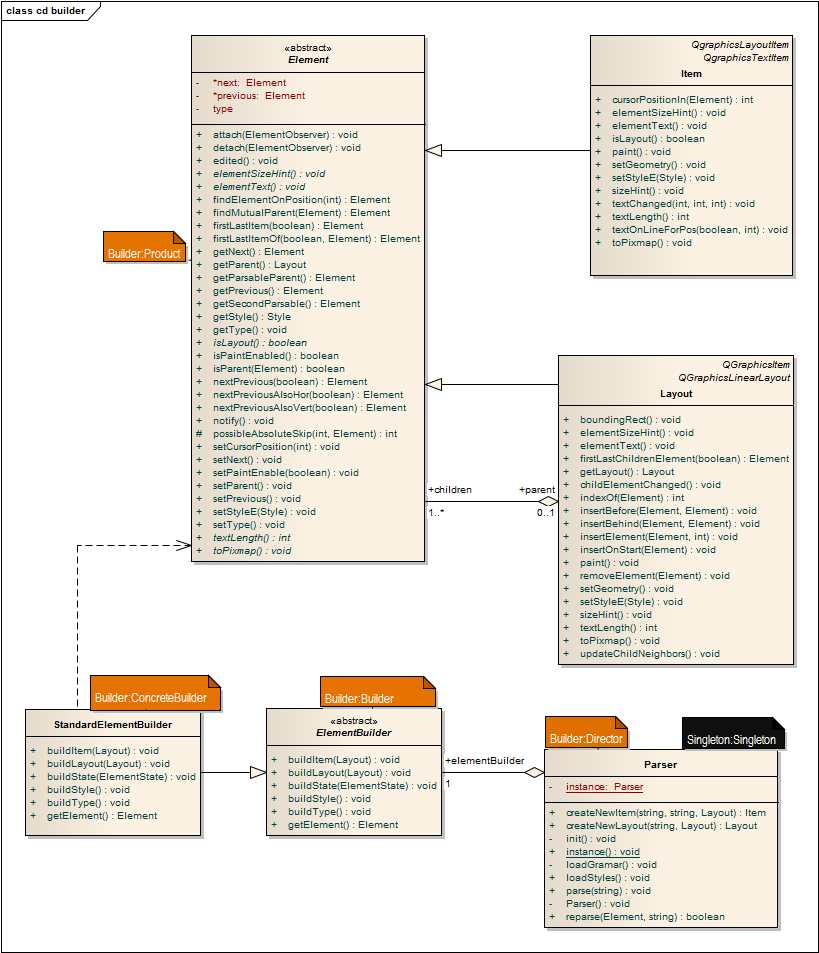 class cd builder
«abstract»
Element
- *next: Element
- *previous: Element
- type
+ attach(ElementObserver) : void
+ detach(ElementObserver) : void
+ edited() : void
+ elementSizeHint() : void
+ elementText() : void
+ findElementOnPosition(int) : Element
+ findMutualParent(Element) : Element
+ firstLastItem(boolean) : Element
+ firstLastItemOf(boolean, Element) : Element
+ getNext() : Element
+ getParent() : Layout
+ getParsableParent() : Element
+ getPrevious() : Element
+ getSecondParsable() : Element
+ getStyle() : Style
+ getType() : void
+ isLayout() : boolean
+ isPaintEnabled() : boolean
+ isParent(Element) : boolean
+ nextPrevious(boolean) : Element
+ nextPreviousAlsoHor(boolean) : Element
+ nextPreviousAlsoVert(boolean) : Element
+ notify() : void
# possibleAbsoluteSkip(int, Element) : int
+ setCursorPosition(int) : void
+ setNext() : void
+ setPaintEnable(boolean) : void
+ setParent() : void
+ setPrevious() : void
+ setStyleE(Style) : void
+ setType() : void
+ textLength() : int
+ toPixmap() : void
Builder:Product
QgraphicsLayoutItem
QgraphicsTextItem
Item
+ cursorPositionIn(Element) : int
+ elementSizeHint() : void
+ elementText() : void
+ isLayout() : boolean
+ paint() : void
+ setGeometry() : void
+ setStyleE(Style) : void
+ sizeHint() : void
+ textChanged(int, int, int) : void
+ textLength() : int
+ textOnLineForPos(boolean, int) : void
+ toPixmap() : void
QGraphicsItem
QGraphicsLinearLayout
Layout
+ boundingRect() : void
+ elementSizeHint() : void
+ elementText() : void
+ firstLastChildrenElement(boolean) : Element
+ getLayout() : Layout
+ childElementChanged() : void
+ indexOf(Element) : int
+ insertBefore(Element, Element) : void
+ insertBehind(Element, Element) : void
+ insertElement(Element, int) : void
+ insertOnStart(Element) : void
+ paint() : void
+ removeElement(Element) : void
+ setGeometry() : void
+ setStyleE(Style) : void
+ sizeHint() : void
+ textLength() : int
+ toPixmap() : void
+ updateChildNeighbors() : void
+children
+parent
1..*
0..1
Builder:ConcreteBuilder
StandardElementBuilder
+ buildItem(Layout) : void
+ buildLayout(Layout) : void
+ buildState(ElementState) : void
+ buildStyle() : void
+ buildType() : void
+ getElement() : Element
Builder:Builder
«abstract»
ElementBuilder
+ buildItem(Layout) : void
+ buildLayout(Layout) : void
+ buildState(ElementState) : void
+ buildStyle() : void
+ buildType() : void
+ getElement() : Element
+elementBuilder
1
Builder:Director
Singleton:Singleton
Parser
- instance: Parser
+ createNewItem(string, string, Layout) : Item
+ createNewLayout(string, Layout) : Layout
- init() : void
+ instance() : void
- loadGramar() : void
+ loadStyles() : void
+ parse(string) : void
- Parser() : void
+ reparse(Element, string) : boolean